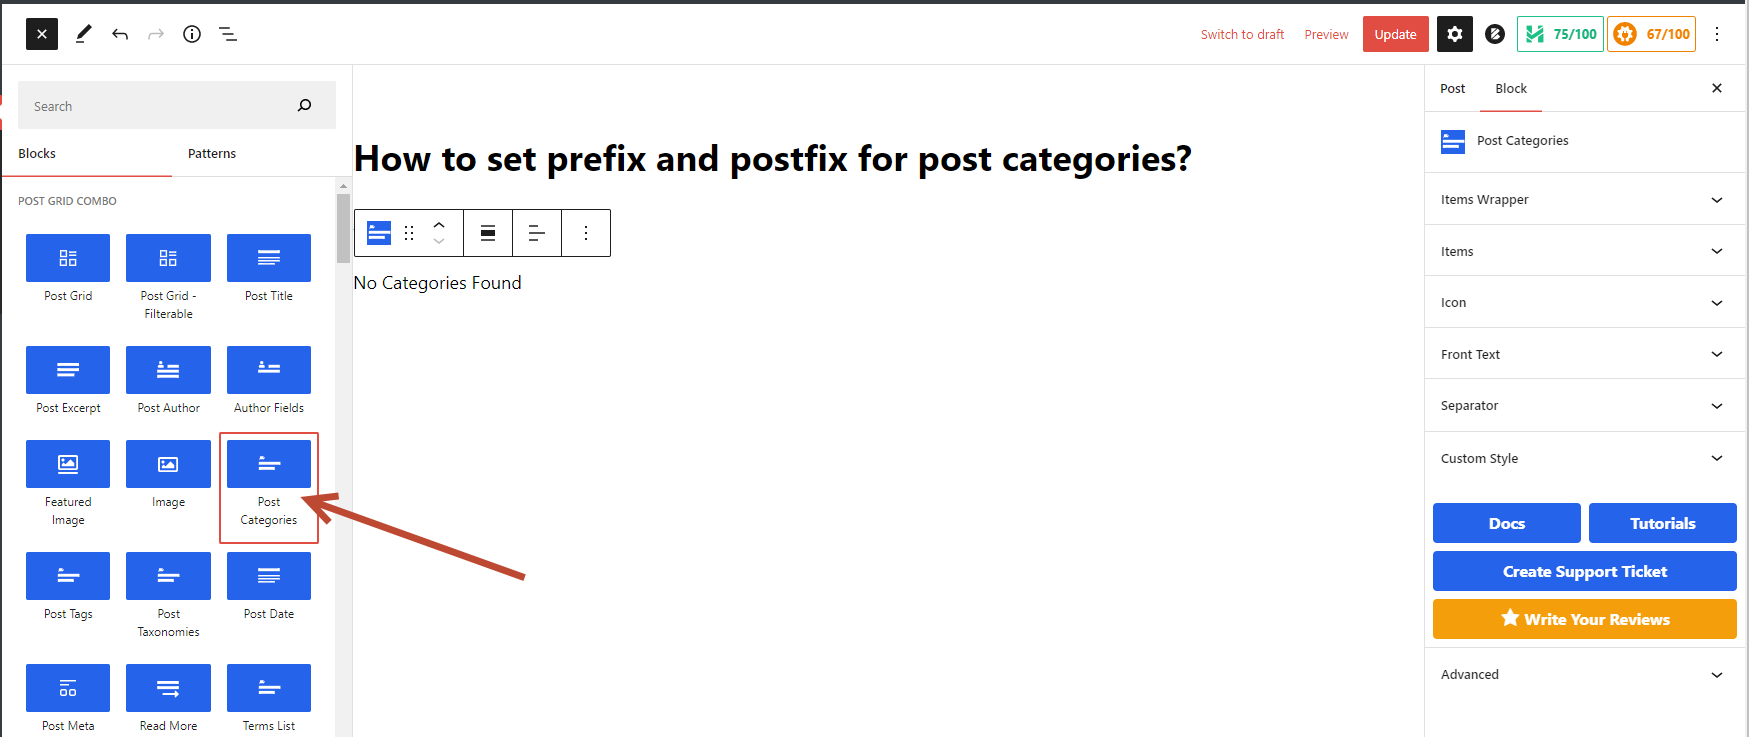 Switch to draft
Preview
Update
75/100
67/100
Search
Blocks
Patterns
POST GRID COMBO
Post Grid
Post Grid -
Filterable
Post Title
Post Excerpt
Post Author
Author Fields
Featured
Image
Image
Post
Categories
Post Tags
Post
Taxonomies
Post Date
Post Meta
Read More
Terms List
How to set prefix and postfix for post categories?
No Categories Found
Post
Block
Post Categories
Items Wrapper
Items
Icon
Front Text
Separator
Custom Style
Docs
Tutorials
Create Support Ticket
Write Your Reviews
Advanced